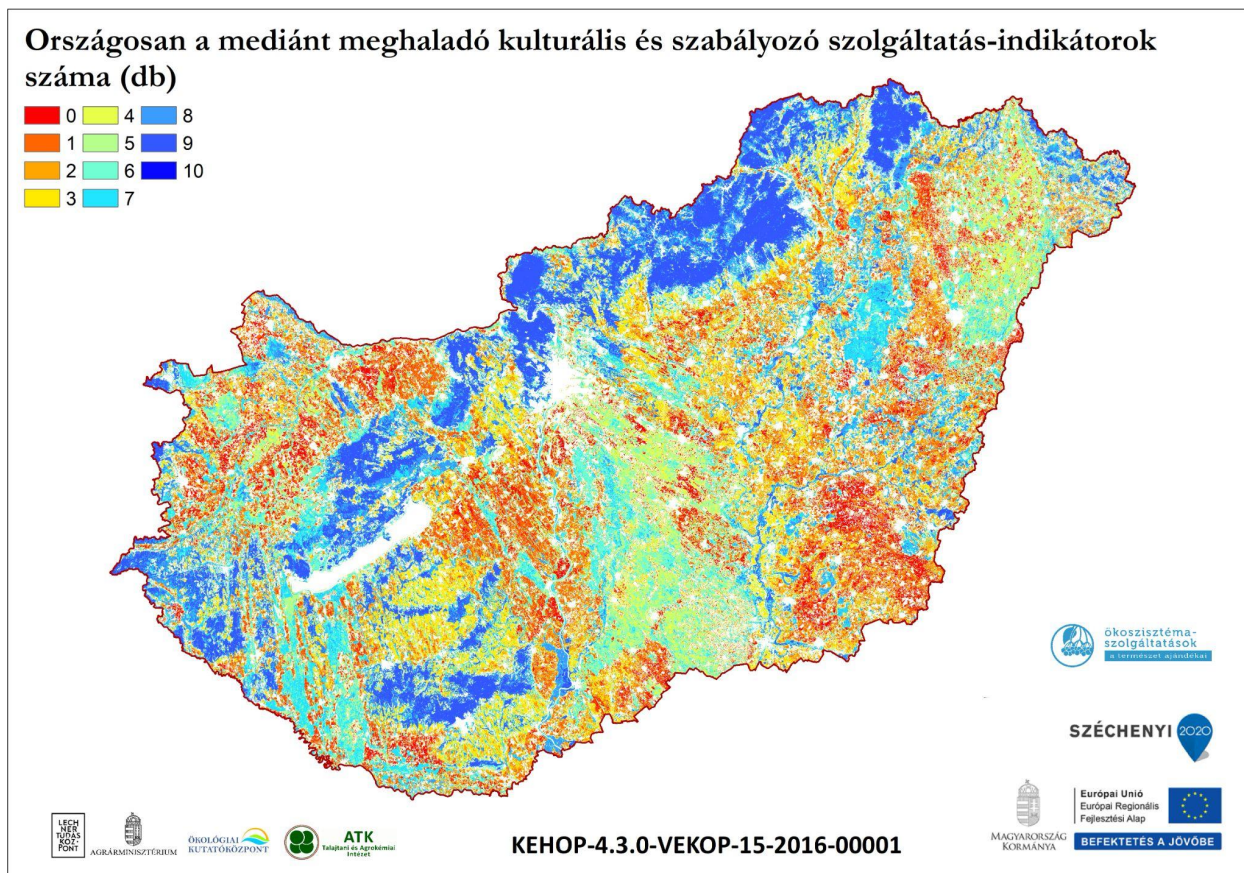 Országosan a mediánt meghaladó kulturális és szabályozó szolgáltatás-indikátorok
száma (db)
0 4 8
1 5 9
2 6 10
3 7
ökoszisztéma-
szolgáltatások
a természet ajándékai
SZÉCHENYI 2020
LECH
NER
TUDÁS
KÖZ
PONT
AGRÁRMINISZTÉRIUM
ÖKOLÓGIAI
KUTATÓKÖZPONT
ATK
Talajtani és Agrokémiai
Intézet
KEHOP-4.3.0-VEKOP-15-2016-00001
MAGYARORSZÁG
KORMÁNYA
Európai Unió
Európai Regionális
Fejlesztési Alap
BEFEKTETÉS A JÖVŐBE